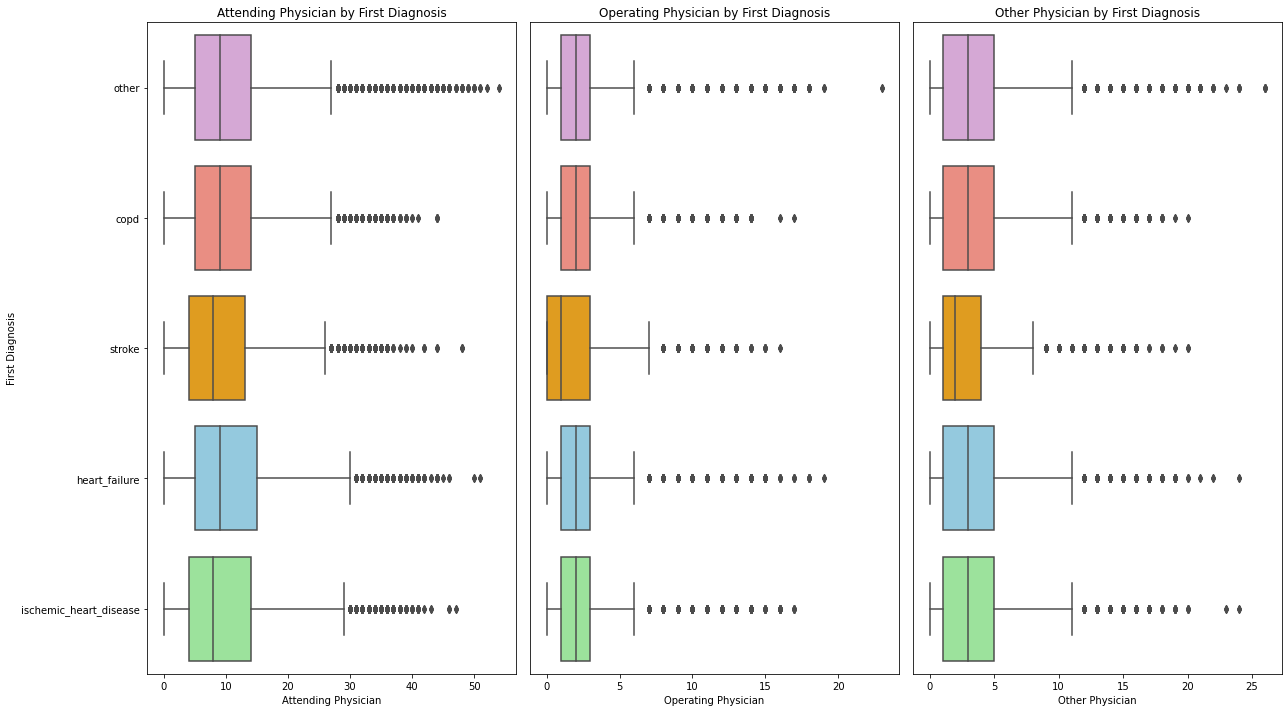 Attending Physician by First Diagnosis
Operating Physician by First Diagnosis
Other Physician by First Diagnosis
First Diagnosis
other
copd
stroke
heart_failure
ischemic_heart_disease
0 10 20 30 40 50
0 5 10 15 20
0 5 10 15 20 25
Attending Physician
Operating Physician
Other Physician